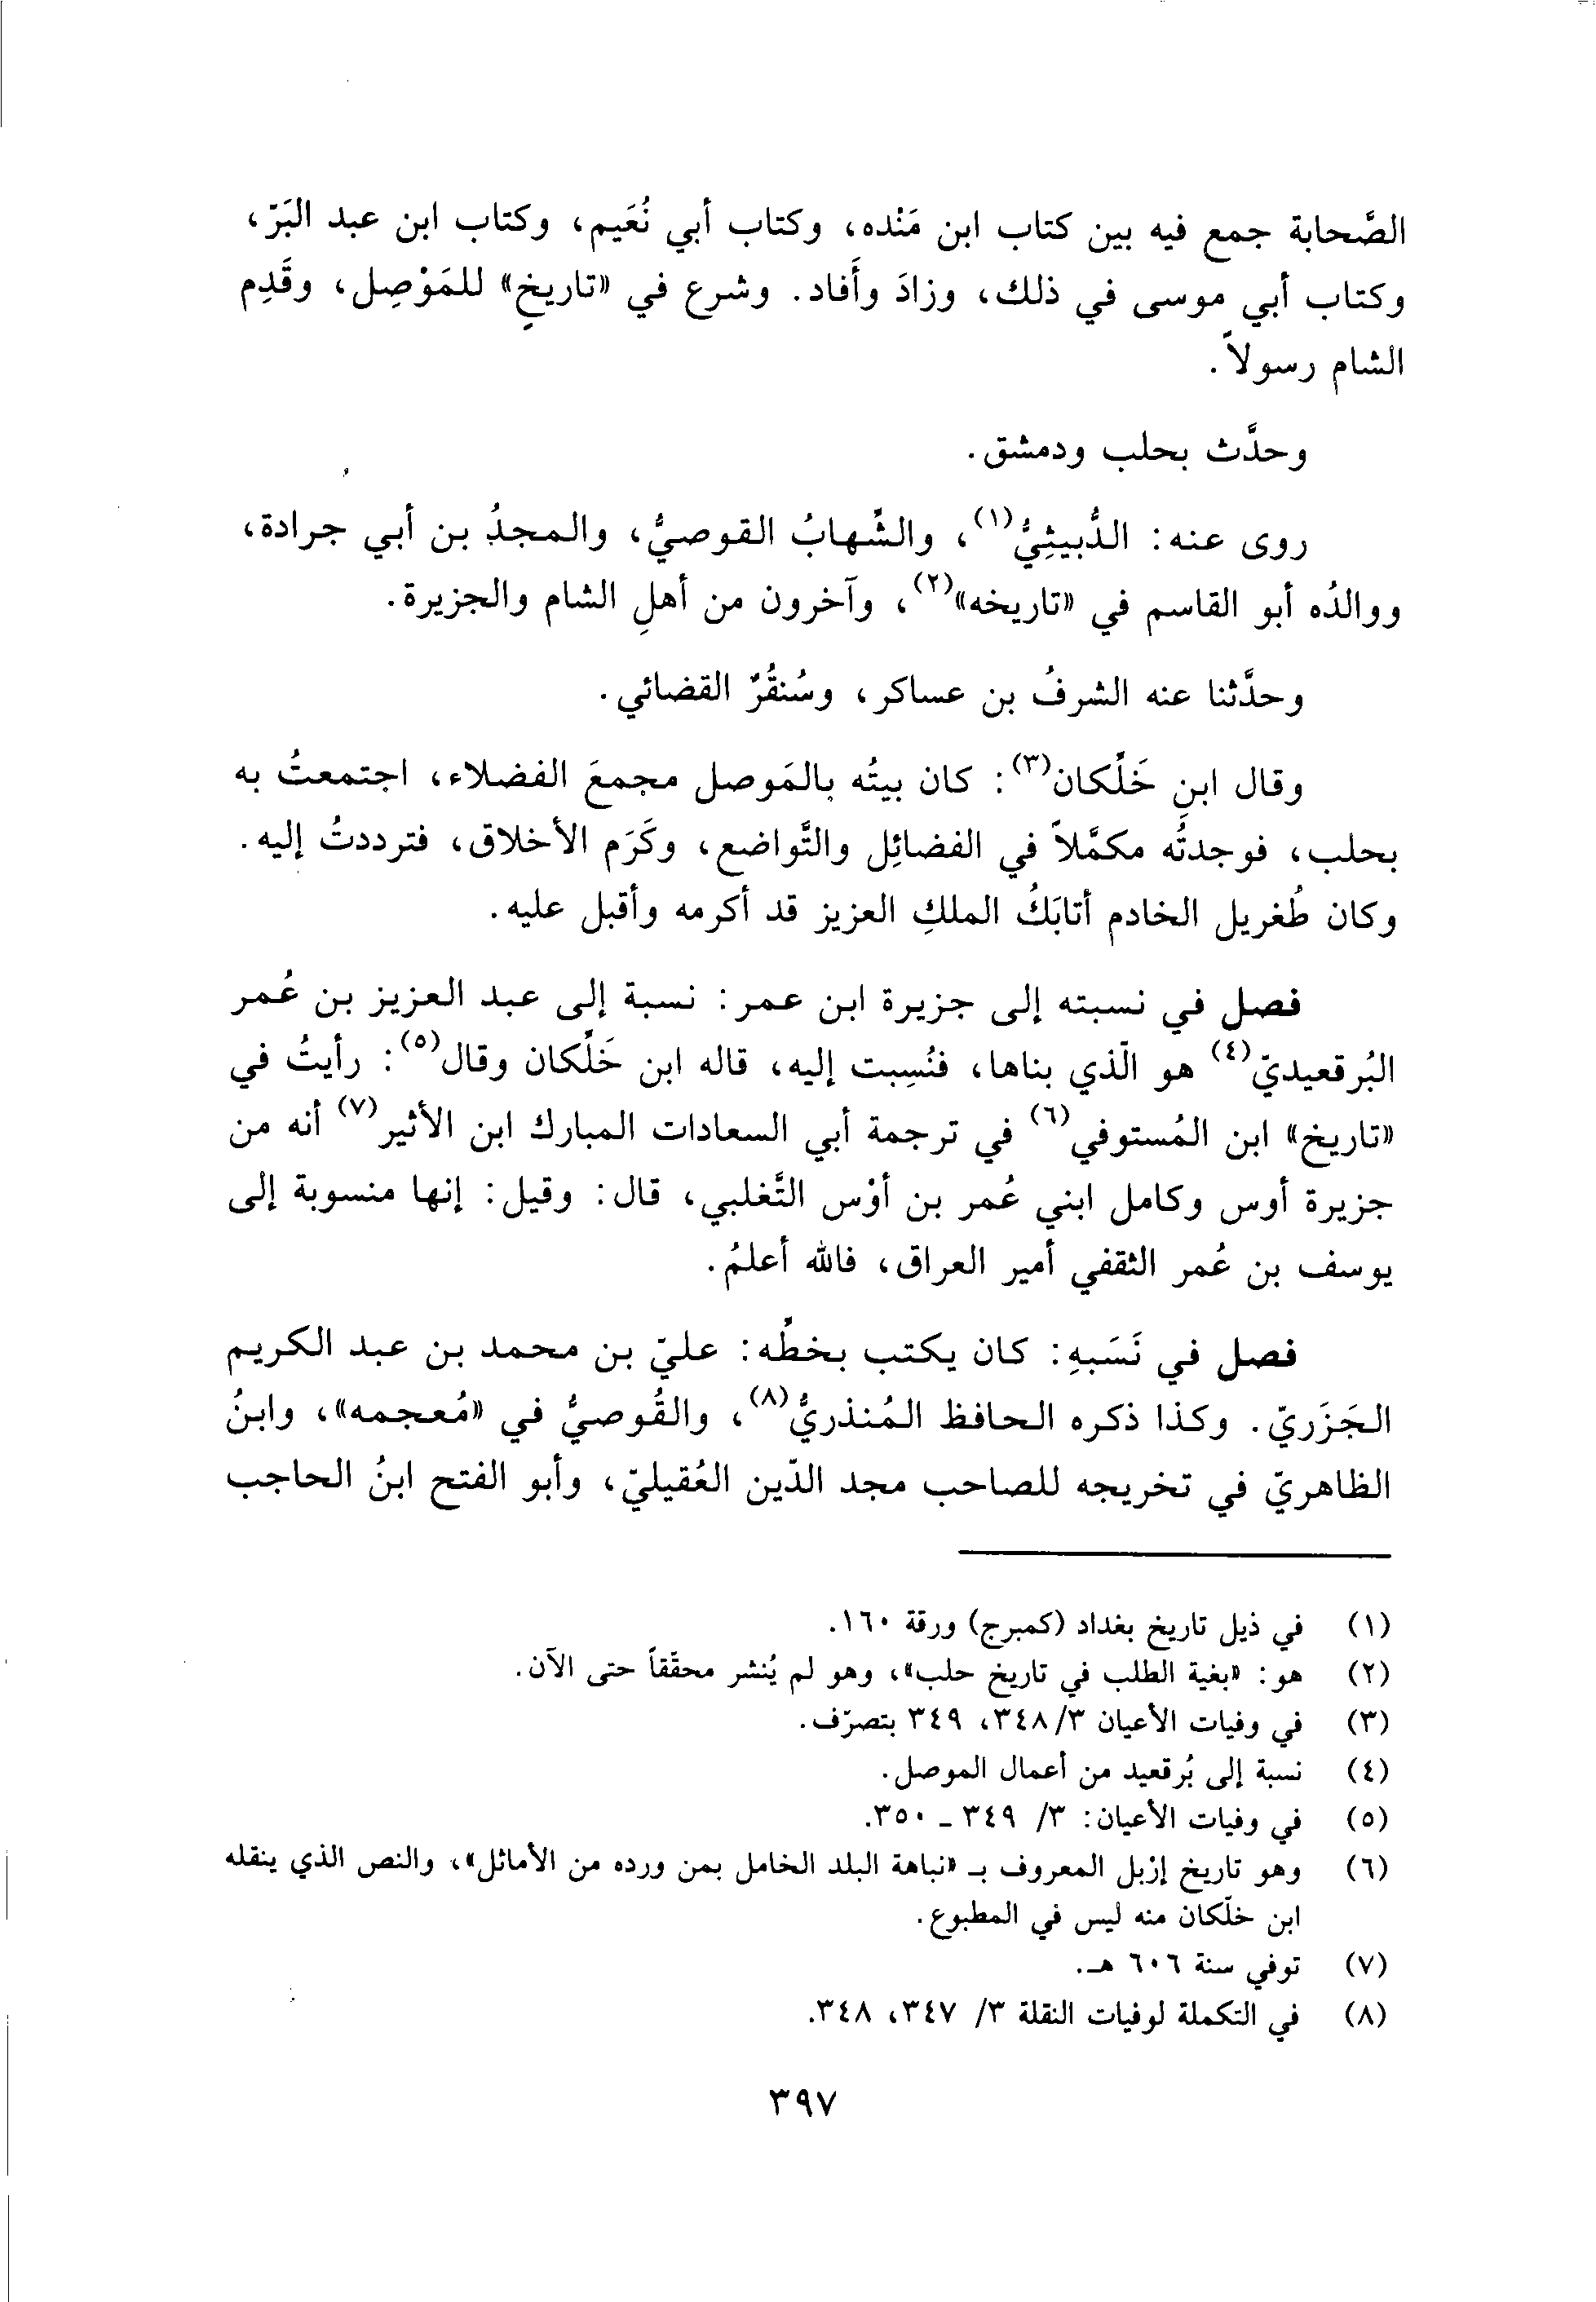 الصَّحابة جمع فيه بين كتاب ابن مَنْده، وكتاب أبي نُعَيم، وكتاب ابن عبد البَرّ،
وكتاب أبي موسى في ذلك، وزادَ وأَفاد. وشرع في «تاريخٍ» للمَوْصِل، وقَدِم
الشام رسولاً.
وحدَّث بحلب ودمشق.
روى عنه: الدُّبيثِيُّ(١)، والشِّهابُ القوصيُّ، والمجدُ بن أبي جرادة،
ووالدُه أبو القاسم في «تاريخه»(٢)، وآخرون من أهلِ الشام والجزيرة.
وحدَّثنا عنه الشرفُ بن عساكر، وسُنقُرٌ القضائي.
وقال ابن خَلِّكان(٣): كان بيتُه بالمَوصل مجمعَ الفضلاء، اجتمعتُ به
بحلب، فوجدتُه مكمَّلاً في الفضائِل والتَّواضع، وكَرَم الأخلاق، فترددتُ إليه.
وكان طُغريل الخادم أتابَكُ الملكِ العزيز قد أكرمه وأقبل عليه.
فصل في نسبته إلى جزيرة ابن عمر: نسبة إلى عبد العزيز بن عُمر
البُرقعيديّ(٤) هو الّذي بناها، فنُسِبت إليه، قاله ابن خَلِّكان وقال(٥): رأيتُ في
«تاريخ» ابن المُستوفي(٦) في ترجمة أبي السعادات المبارك ابن الأثير(٧) أنه من
جزيرة أوس وكامل ابني عُمر بن أوْس التَّغلبي، قال: وقيل: إنها منسوبة إلى
يوسف بن عُمر الثقفي أمير العراق، فالله أعلمُ.
فصل في نَسَبهِ: كان يكتب بخطِّه: عليّ بن محمد بن عبد الكريم
الجَزَريّ. وكذا ذكره الحافظ المُنذريُّ(٨)، والقُوصيُّ في «مُعجمه»، وابنُ
الظاهريّ في تخريجه للصاحب مجد الدّين العُقيليّ، وأبو الفتح ابنُ الحاجب
(١) في ذيل تاريخ بغداد (كمبرج) ورقة ١٦٠.
(٢) هو: «بغية الطلب في تاريخ حلب»، وهو لم يُنشر محقّقاً حتى الآن.
(٣) في وفيات الأعيان ٣/ ٣٤٨، ٣٤٩ بتصرّف.
(٤) نسبة إلى بُرقعيد من أعمال الموصل.
(٥) في وفيات الأعيان: ٣/ ٣٤٩ - ٣٥٠.
(٦) وهو تاريخ إزبل المعروف بـ «نباهة البلد الخامل بمن ورده من الأماثل»، والنص الذي ينقله
ابن خلّكان منه ليس في المطبوع.
(٧) توفي سنة ٦٠٦ هـ.
(٨) في التكملة لوفيات النقلة ٣/ ٣٤٧، ٣٤٨.
٣٩٧